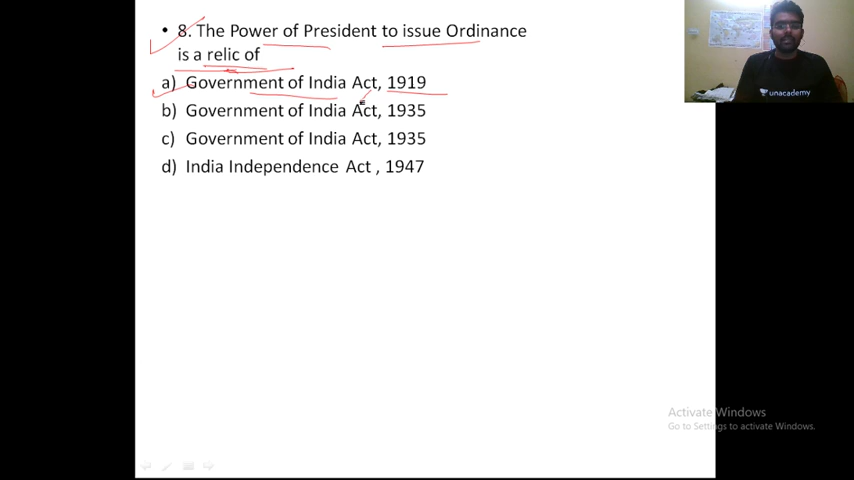 • 8. The Power of President to issue Ordinance
is a relic of
a) Government of India Act, 1919
b) Government of India Act, 1935
c) Government of India Act, 1935
d) India Independence Act , 1947
unacademy
Activate Windows
Go to Settings to activate Windows.